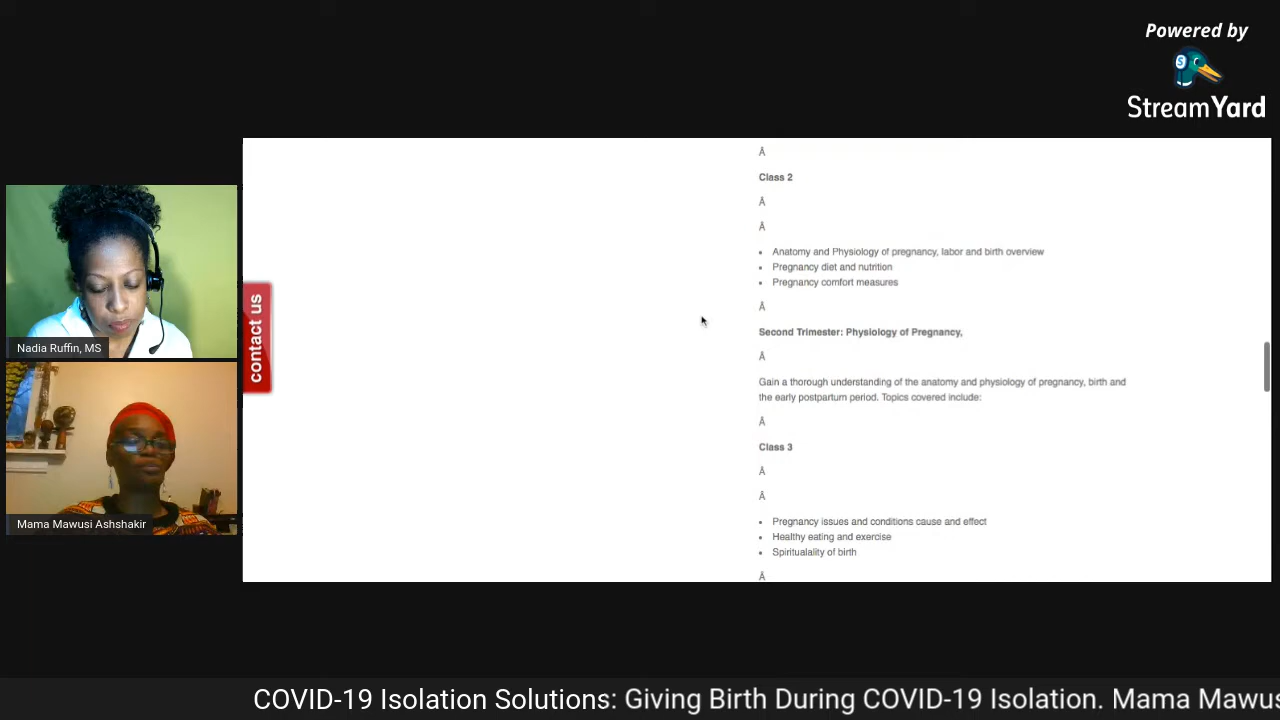 Powered by
StreamYard
Â
Class 2
Â
Â
Anatomy and Physiology of pregnancy, labor and birth overview
Pregnancy diet and nutrition
Pregnancy comfort measures
Â
Second Trimester: Physiology of Pregnancy,
Â
Gain a thorough understanding of the anatomy and physiology of pregnancy, birth and
the early postpartum period. Topics covered include:
Â
Class 3
Â
Â
Pregnancy issues and conditions cause and effect
Healthy eating and exercise
Spiritualality of birth
Â
contact us
Nadia Ruffin, MS
Mama Mawusi Ashshakir
COVID-19 Isolation Solutions: Giving Birth During COVID-19 Isolation. Mama Mawus